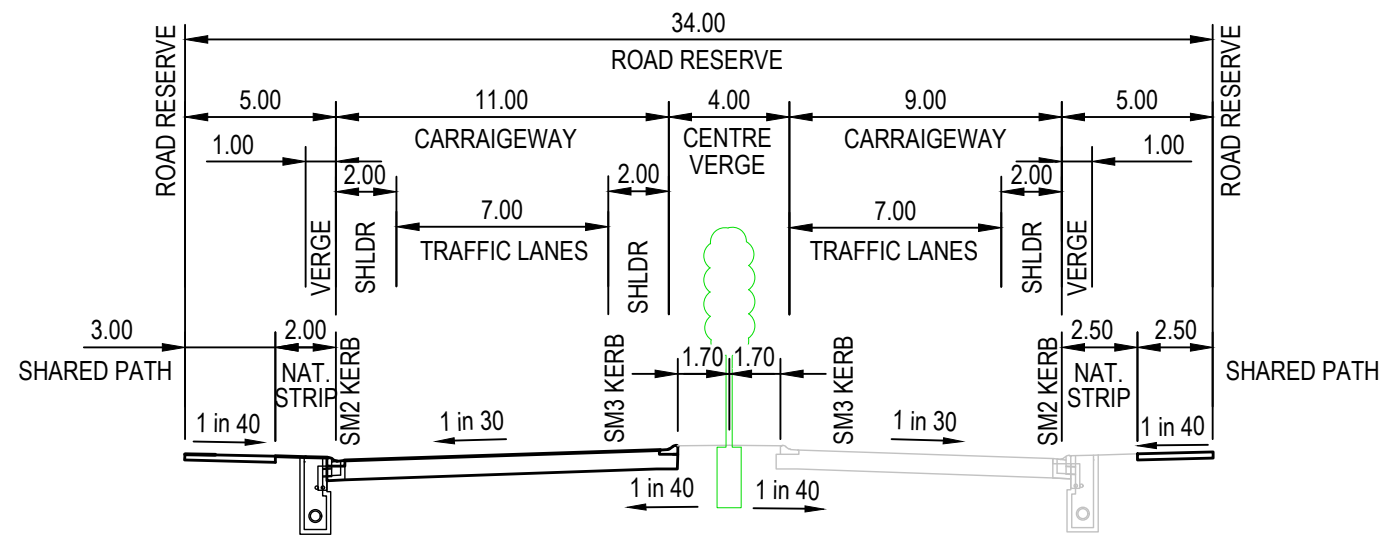 34.00
ROAD RESERVE
ROAD RESERVE
ROAD RESERVE
5.00
11.00
4.00
9.00
5.00
CARRAIGEWAY
CENTRE
VERGE
CARRAIGEWAY
1.00
2.00
2.00
2.00
1.00
7.00
7.00
VERGE
SHLDR
TRAFFIC LANES
SHLDR
TRAFFIC LANES
SHLDR
VERGE
3.00
2.00
1.70
1.70
2.50
2.50
SHARED PATH
NAT.
STRIP
SM2 KERB
SM3 KERB
SM3 KERB
SM2 KERB
NAT.
STRIP
SHARED PATH
1 in 40
1 in 30
1 in 30
1 in 40
1 in 40
1 in 40